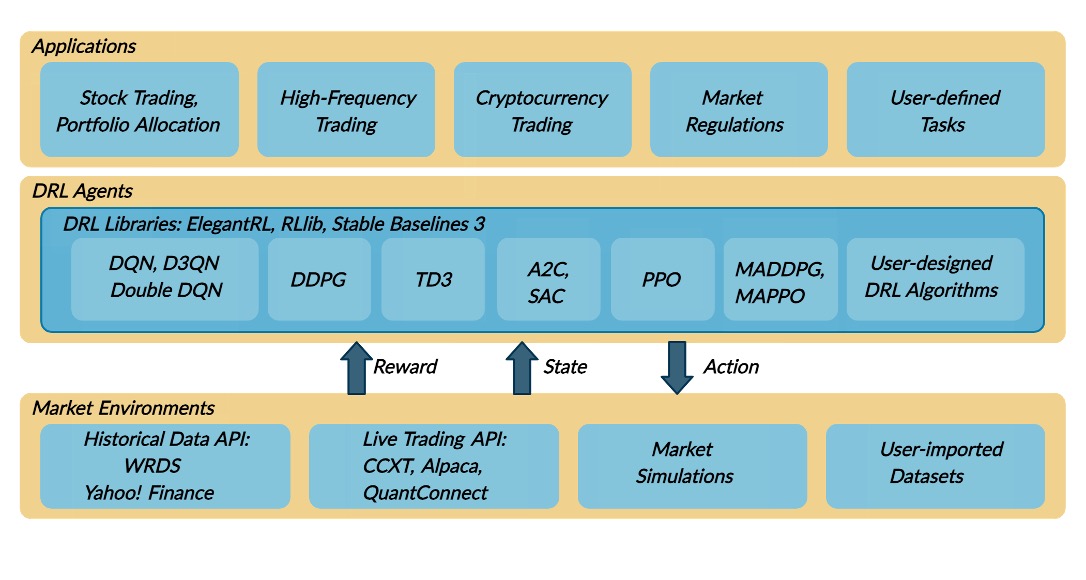 Applications
Stock Trading,
Portfolio Allocation
High-Frequency
Trading
Cryptocurrency
Trading
Market
Regulations
User-defined
Tasks
DRL Agents
DRL Libraries: ElegantRL, RLlib, Stable Baselines 3
DQN, D3QN
Double DQN
DDPG
TD3
A2C,
SAC
PPO
MADDPG,
MAPPO
User-designed
DRL Algorithms
Reward
State
Action
Market Environments
Historical Data API:
WRDS
Yahoo! Finance
Live Trading API:
CCXT, Alpaca,
QuantConnect
Market
Simulations
User-imported
Datasets